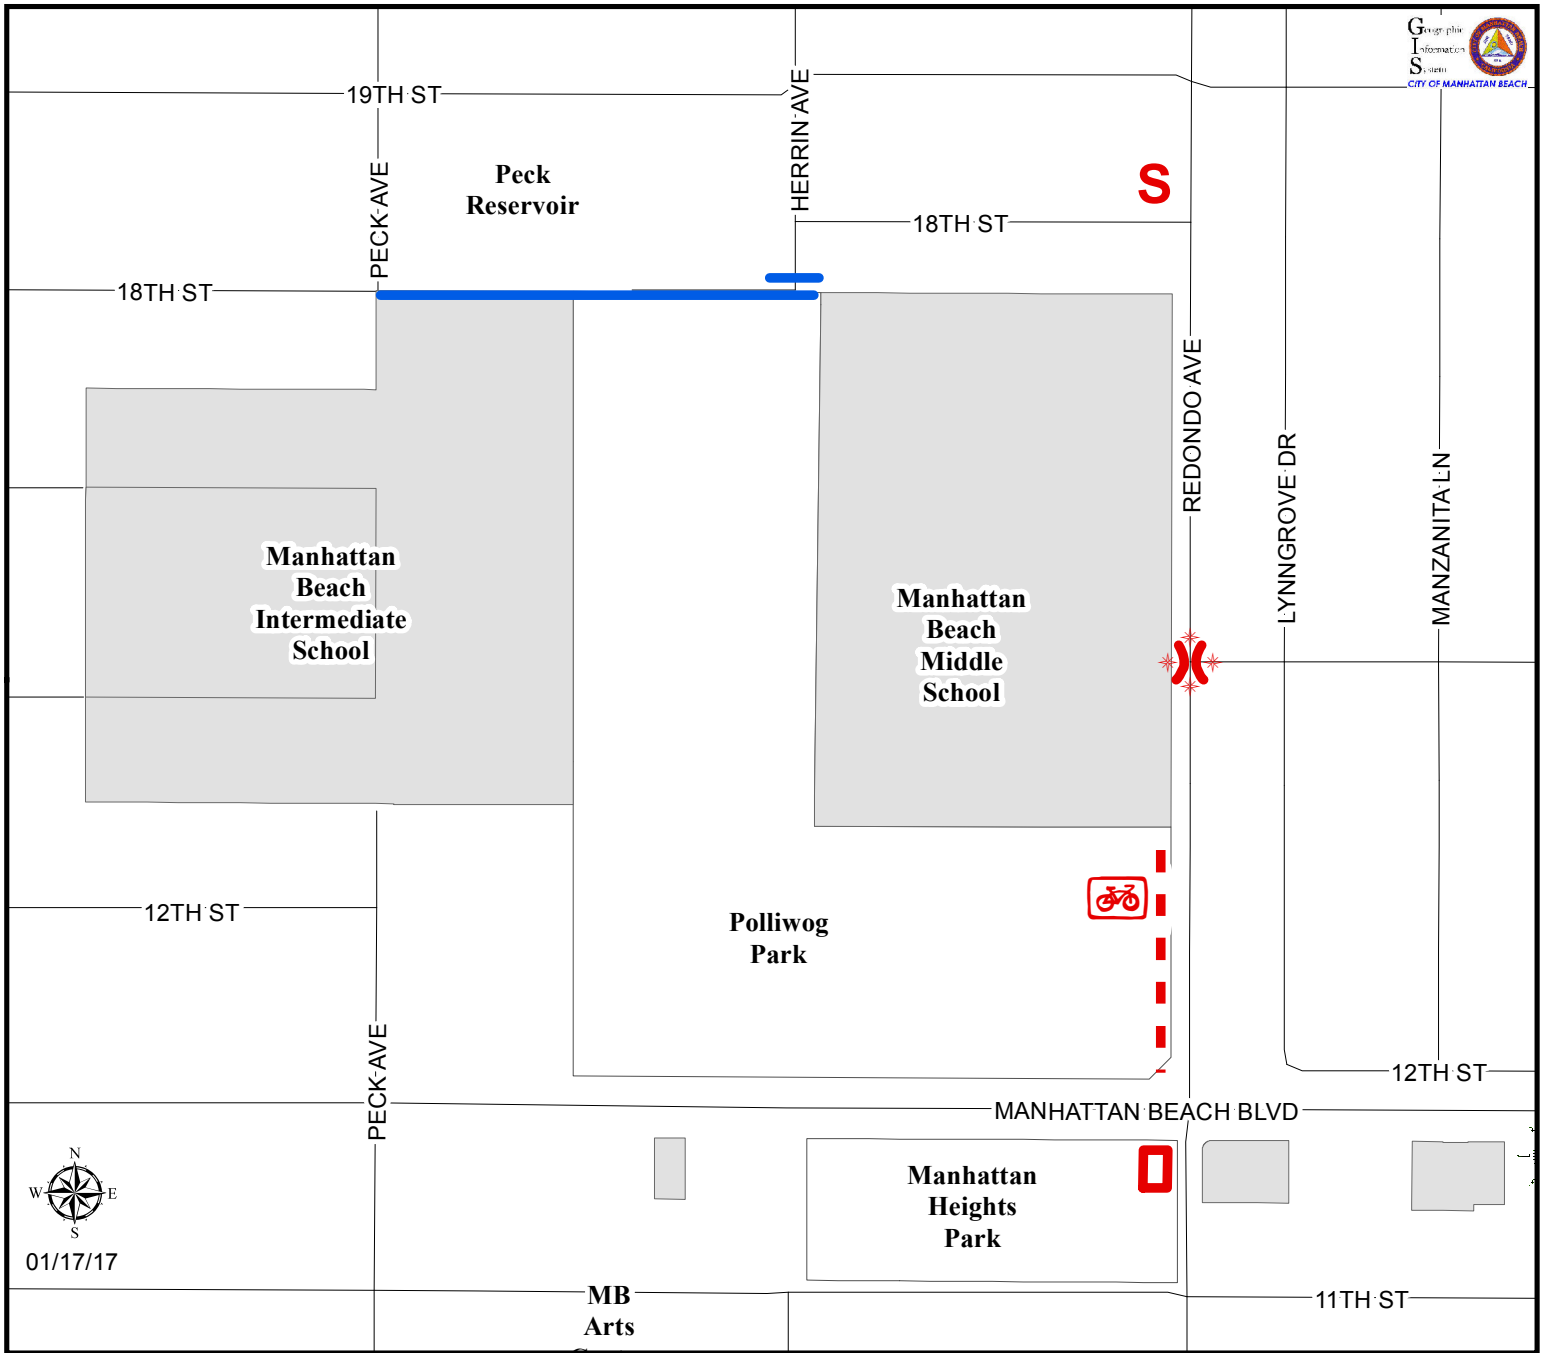 Geographic
Information
System
CITY OF MANHATTAN BEACH
19TH ST
HERRIN AVE
PECK AVE
Peck
Reservoir
S
18TH ST
18TH ST
REDONDO AVE
LYNNGROVE DR
MANZANITA LN
Manhattan
Beach
Intermediate
School
Manhattan
Beach
Middle
School
12TH ST
Polliwog
Park
PECK AVE
12TH ST
MANHATTAN BEACH BLVD
N
W
E
S
Manhattan
Heights
Park
01/17/17
MB
Arts
11TH ST